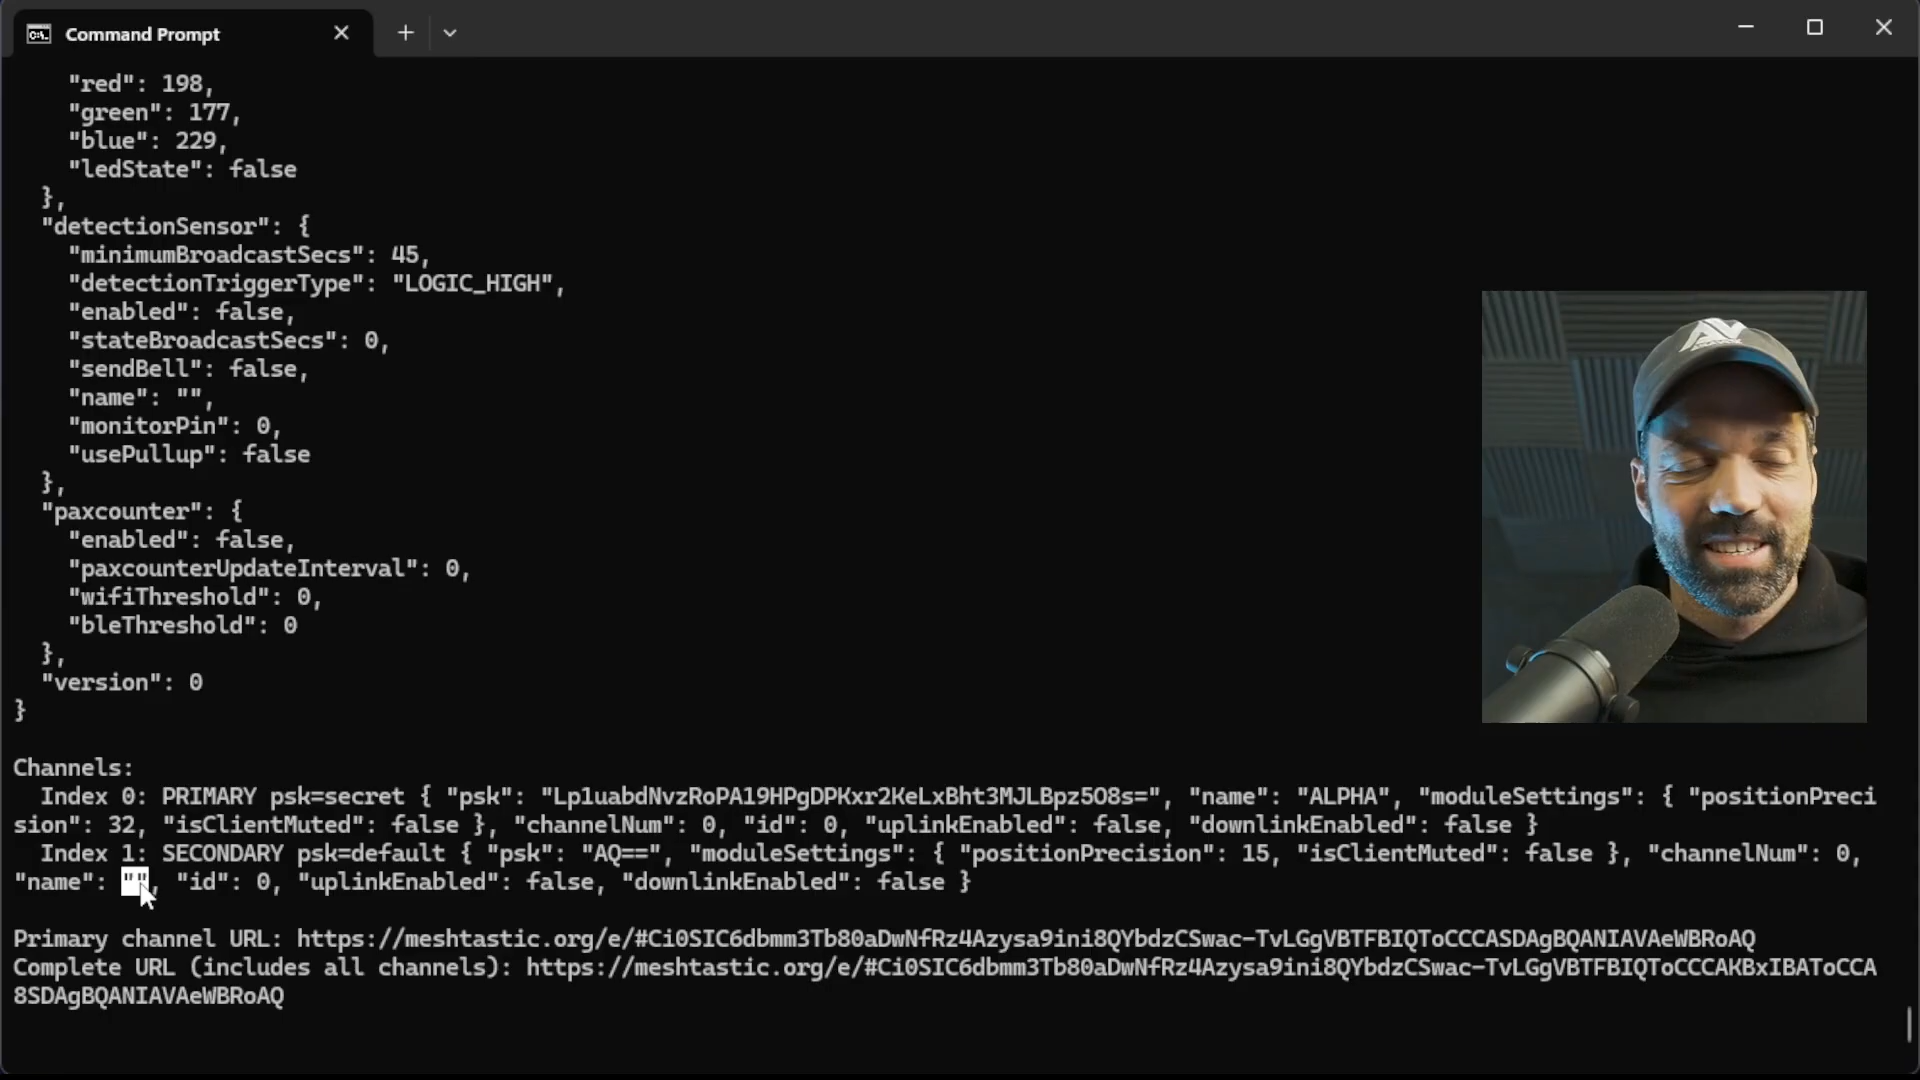 Command Prompt
"red": 198,
"green": 177,
"blue": 229,
"ledState": false
},
"detectionSensor": {
"minimumBroadcastSecs": 45,
"detectionTriggerType": "LOGIC_HIGH",
"enabled": false,
"stateBroadcastSecs": 0,
"sendBell": false,
"name": "",
"monitorPin": 0,
"usePullup": false
},
"paxcounter": {
"enabled": false,
"paxcounterUpdateInterval": 0,
"wifiThreshold": 0,
"bleThreshold": 0
},
"version": 0
}
Channels:
Index 0: PRIMARY psk=secret { "psk": "Lp1uabdNvzRoPA19HPgDPKxr2KeLxBht3MJLBpz5O8s=", "name": "ALPHA", "moduleSettings": { "positionPreci
sion": 32, "isClientMuted": false }, "channelNum": 0, "id": 0, "uplinkEnabled": false, "downlinkEnabled": false }
Index 1: SECONDARY psk=default { "psk": "AQ==", "moduleSettings": { "positionPrecision": 15, "isClientMuted": false }, "channelNum": 0,
"name": "", "id": 0, "uplinkEnabled": false, "downlinkEnabled": false }
Primary channel URL: https://meshtastic.org/e/#Ci0SIC6dbmm3Tb80aDwNfRz4Azysa9ini8QYbdzCSwac-TvLGgVBTFBIQToCCCASDAgBQANIAVAeWBRoAQ
Complete URL (includes all channels): https://meshtastic.org/e/#Ci0SIC6dbmm3Tb80aDwNfRz4Azysa9ini8QYbdzCSwac-TvLGgVBTFBIQToCCCAKBxIBAToCCA
8SDAgBQANIAVAeWBRoAQ